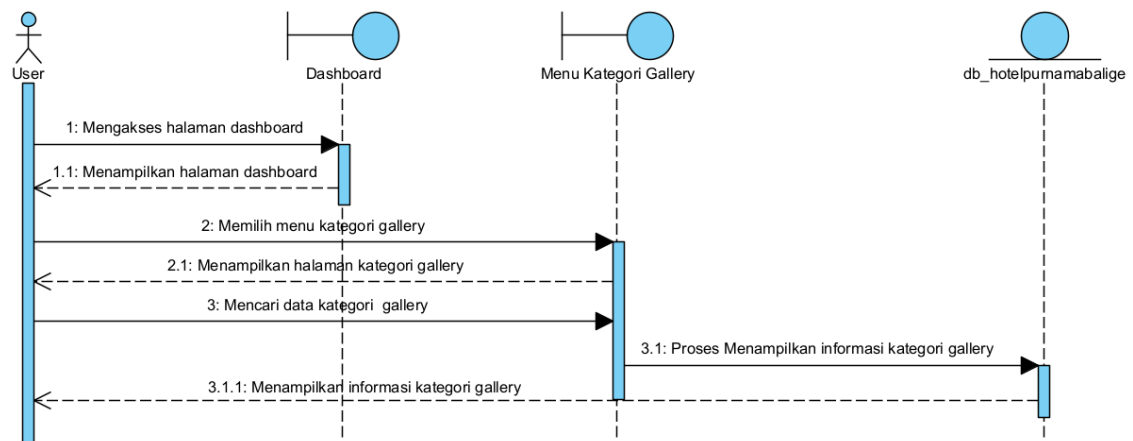 User
Dashboard
Menu Kategori Gallery
db_hotelpurnamabalige
1: Mengakses halaman dashboard
1.1: Menampilkan halaman dashboard
2: Memilih menu kategori gallery
2.1: Menampilkan halaman kategori gallery
3: Mencari data kategori  gallery
3.1: Proses Menampilkan informasi kategori gallery
3.1.1: Menampilkan informasi kategori gallery